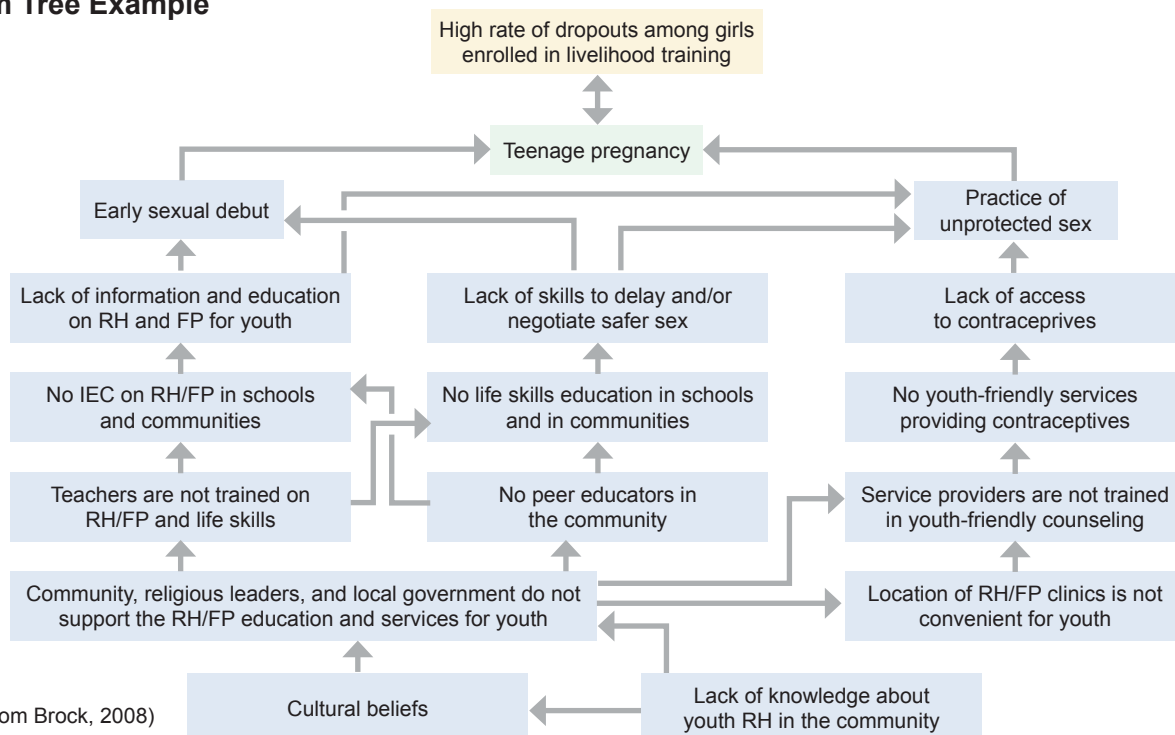 Tree Example
High rate of dropouts among girls
enrolled in livelihood training
Teenage pregnancy
Early sexual debut
Practice of
unprotected sex
Lack of information and education
on RH and FP for youth
Lack of skills to delay and/or
negotiate safer sex
Lack of access
to contraceprives
No IEC on RH/FP in schools
and communities
No life skills education in schools
and in communities
No youth-friendly services
providing contraceptives
Teachers are not trained on
RH/FP and life skills
No peer educators in
the community
Service providers are not trained
in youth-friendly counseling
Community, religious leaders, and local government do not
support the RH/FP education and services for youth
Location of RH/FP clinics is not
convenient for youth
Cultural beliefs
Lack of knowledge about
youth RH in the community
om Brock, 2008)